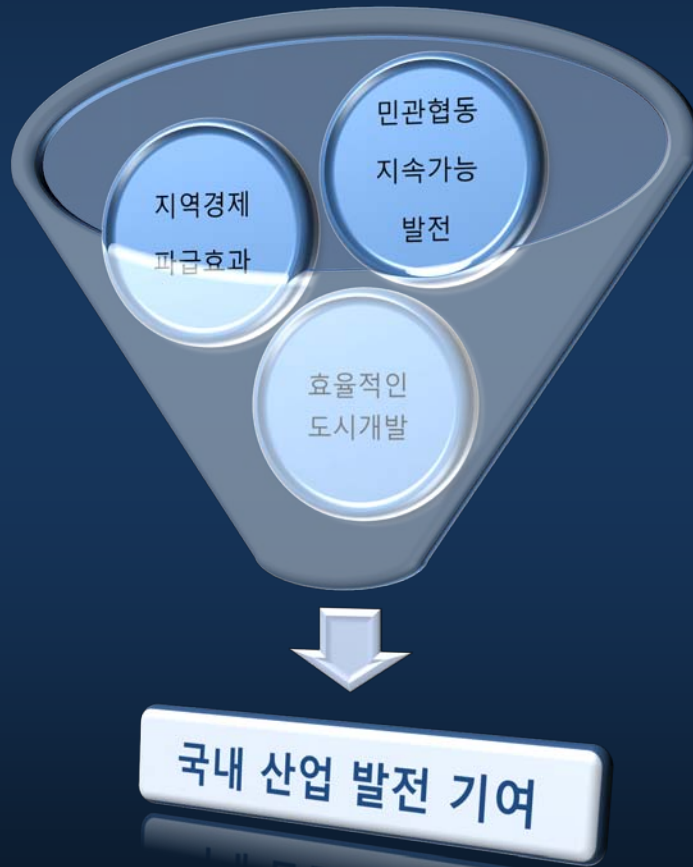 민관협동
지속가능
발전
지역경제
파급효과
효율적인
도시개발
국내 산업 발전 기여